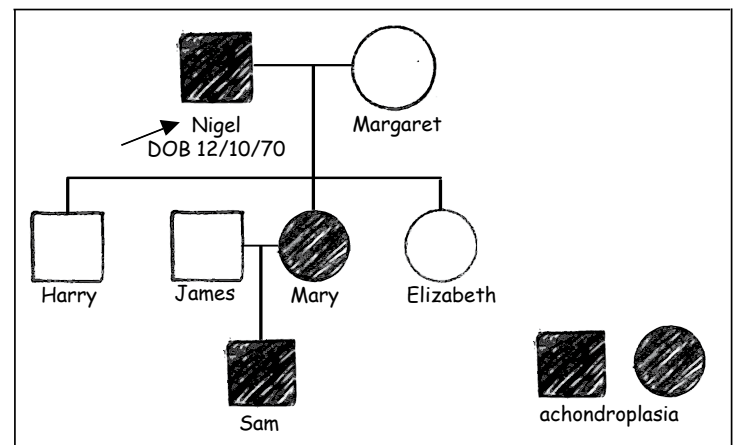 Nigel
DOB 12/10/70
Margaret
Harry
James
Mary
Elizabeth
Sam
achondroplasia